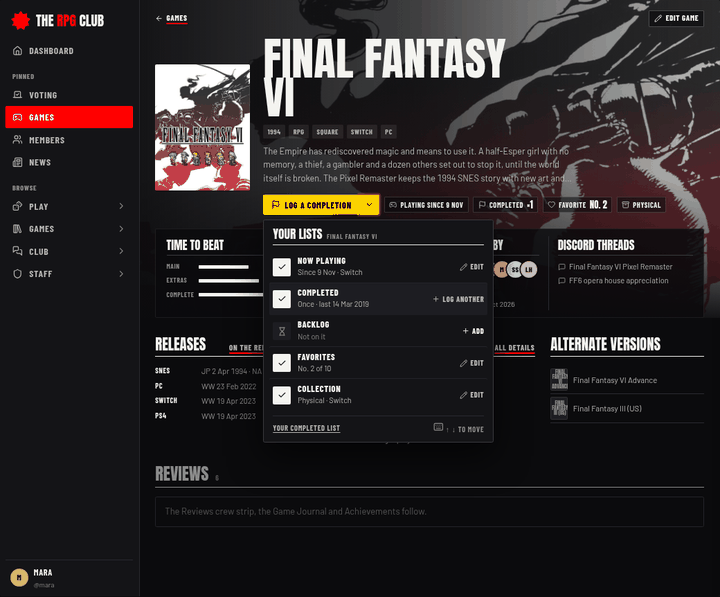 THE RPG CLUB
DASHBOARD
PINNED
VOTING
GAMES
MEMBERS
NEWS
BROWSE
PLAY
GAMES
CLUB
STAFF
M
MARA
@mara
← GAMES
EDIT GAME
FINAL FANTASY VI
FINAL FANTASY
VI
1994 RPG SQUARE SWITCH PC
The Empire has rediscovered magic and means to use it. A half-Esper girl with no
memory, a thief, a gambler and a dozen others set out to stop it, until the world
itself is broken. The Pixel Remaster keeps the 1994 SNES story with new art and...
LOG A COMPLETION
PLAYING SINCE 9 NOV
COMPLETED ×1
FAVORITE NO. 2
PHYSICAL
TIME TO BEAT
MAIN
EXTRAS
COMPLETE
YOUR LISTS FINAL FANTASY VI
NOW PLAYING
Since 9 Nov · Switch
EDIT
COMPLETED
Once · last 14 Mar 2019
+ LOG ANOTHER
BACKLOG
Not on it
+ ADD
FAVORITES
No. 2 of 10
EDIT
COLLECTION
Physical · Switch
EDIT
YOUR COMPLETED LIST
↑ ↓ TO MOVE
BY
M SS LH
2026
DISCORD THREADS
Final Fantasy VI Pixel Remaster
FF6 opera house appreciation
RELEASES
ON THE
SNES JP 2 Apr 1994 · NA
PC WW 23 Feb 2022
SWITCH WW 19 Apr 2023
PS4 WW 19 Apr 2023
ALL DETAILS
ALTERNATE VERSIONS
Final Fantasy VI Advance
Final Fantasy III (US)
REVIEWS
The Reviews crew strip, the Game Journal and Achievements follow.